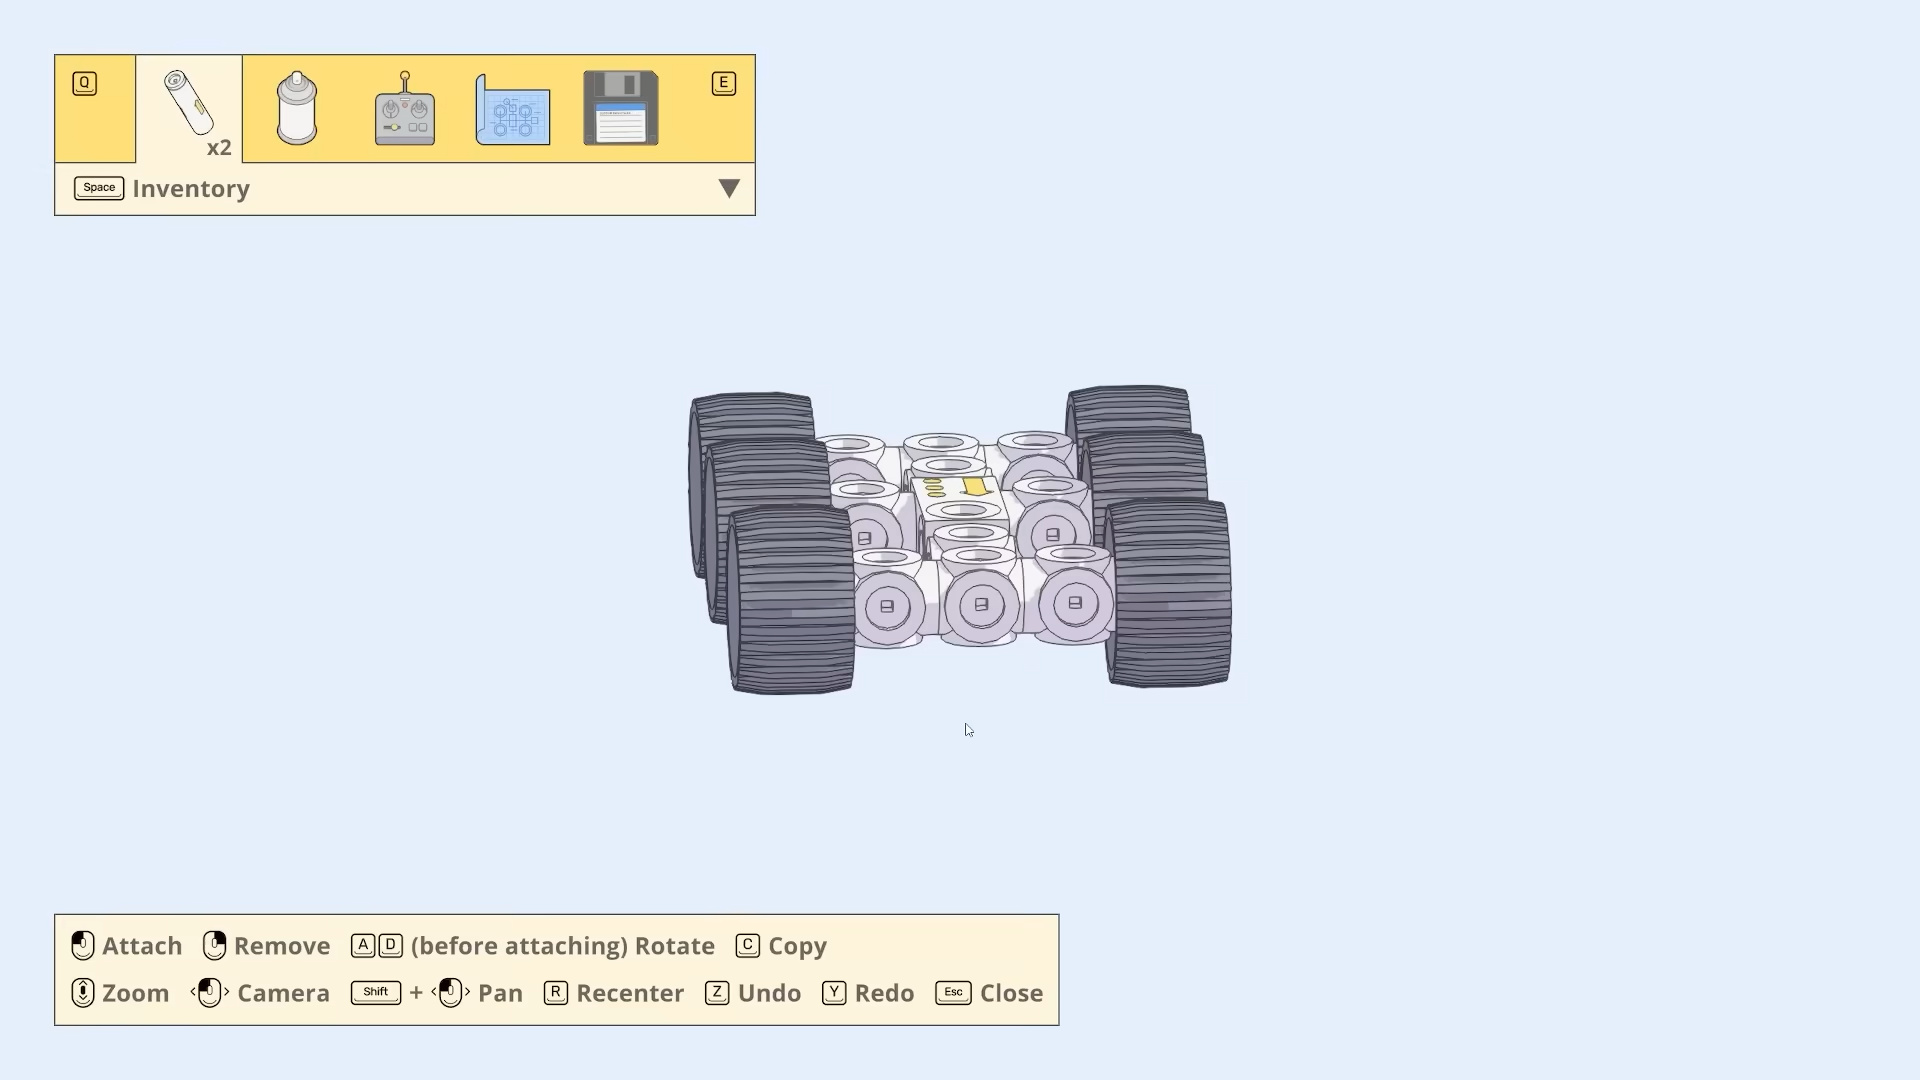 Q
E
x2
Space Inventory
Attach Remove A D (before attaching) Rotate C Copy
Zoom Camera Shift + Pan R Recenter Z Undo Y Redo Esc Close